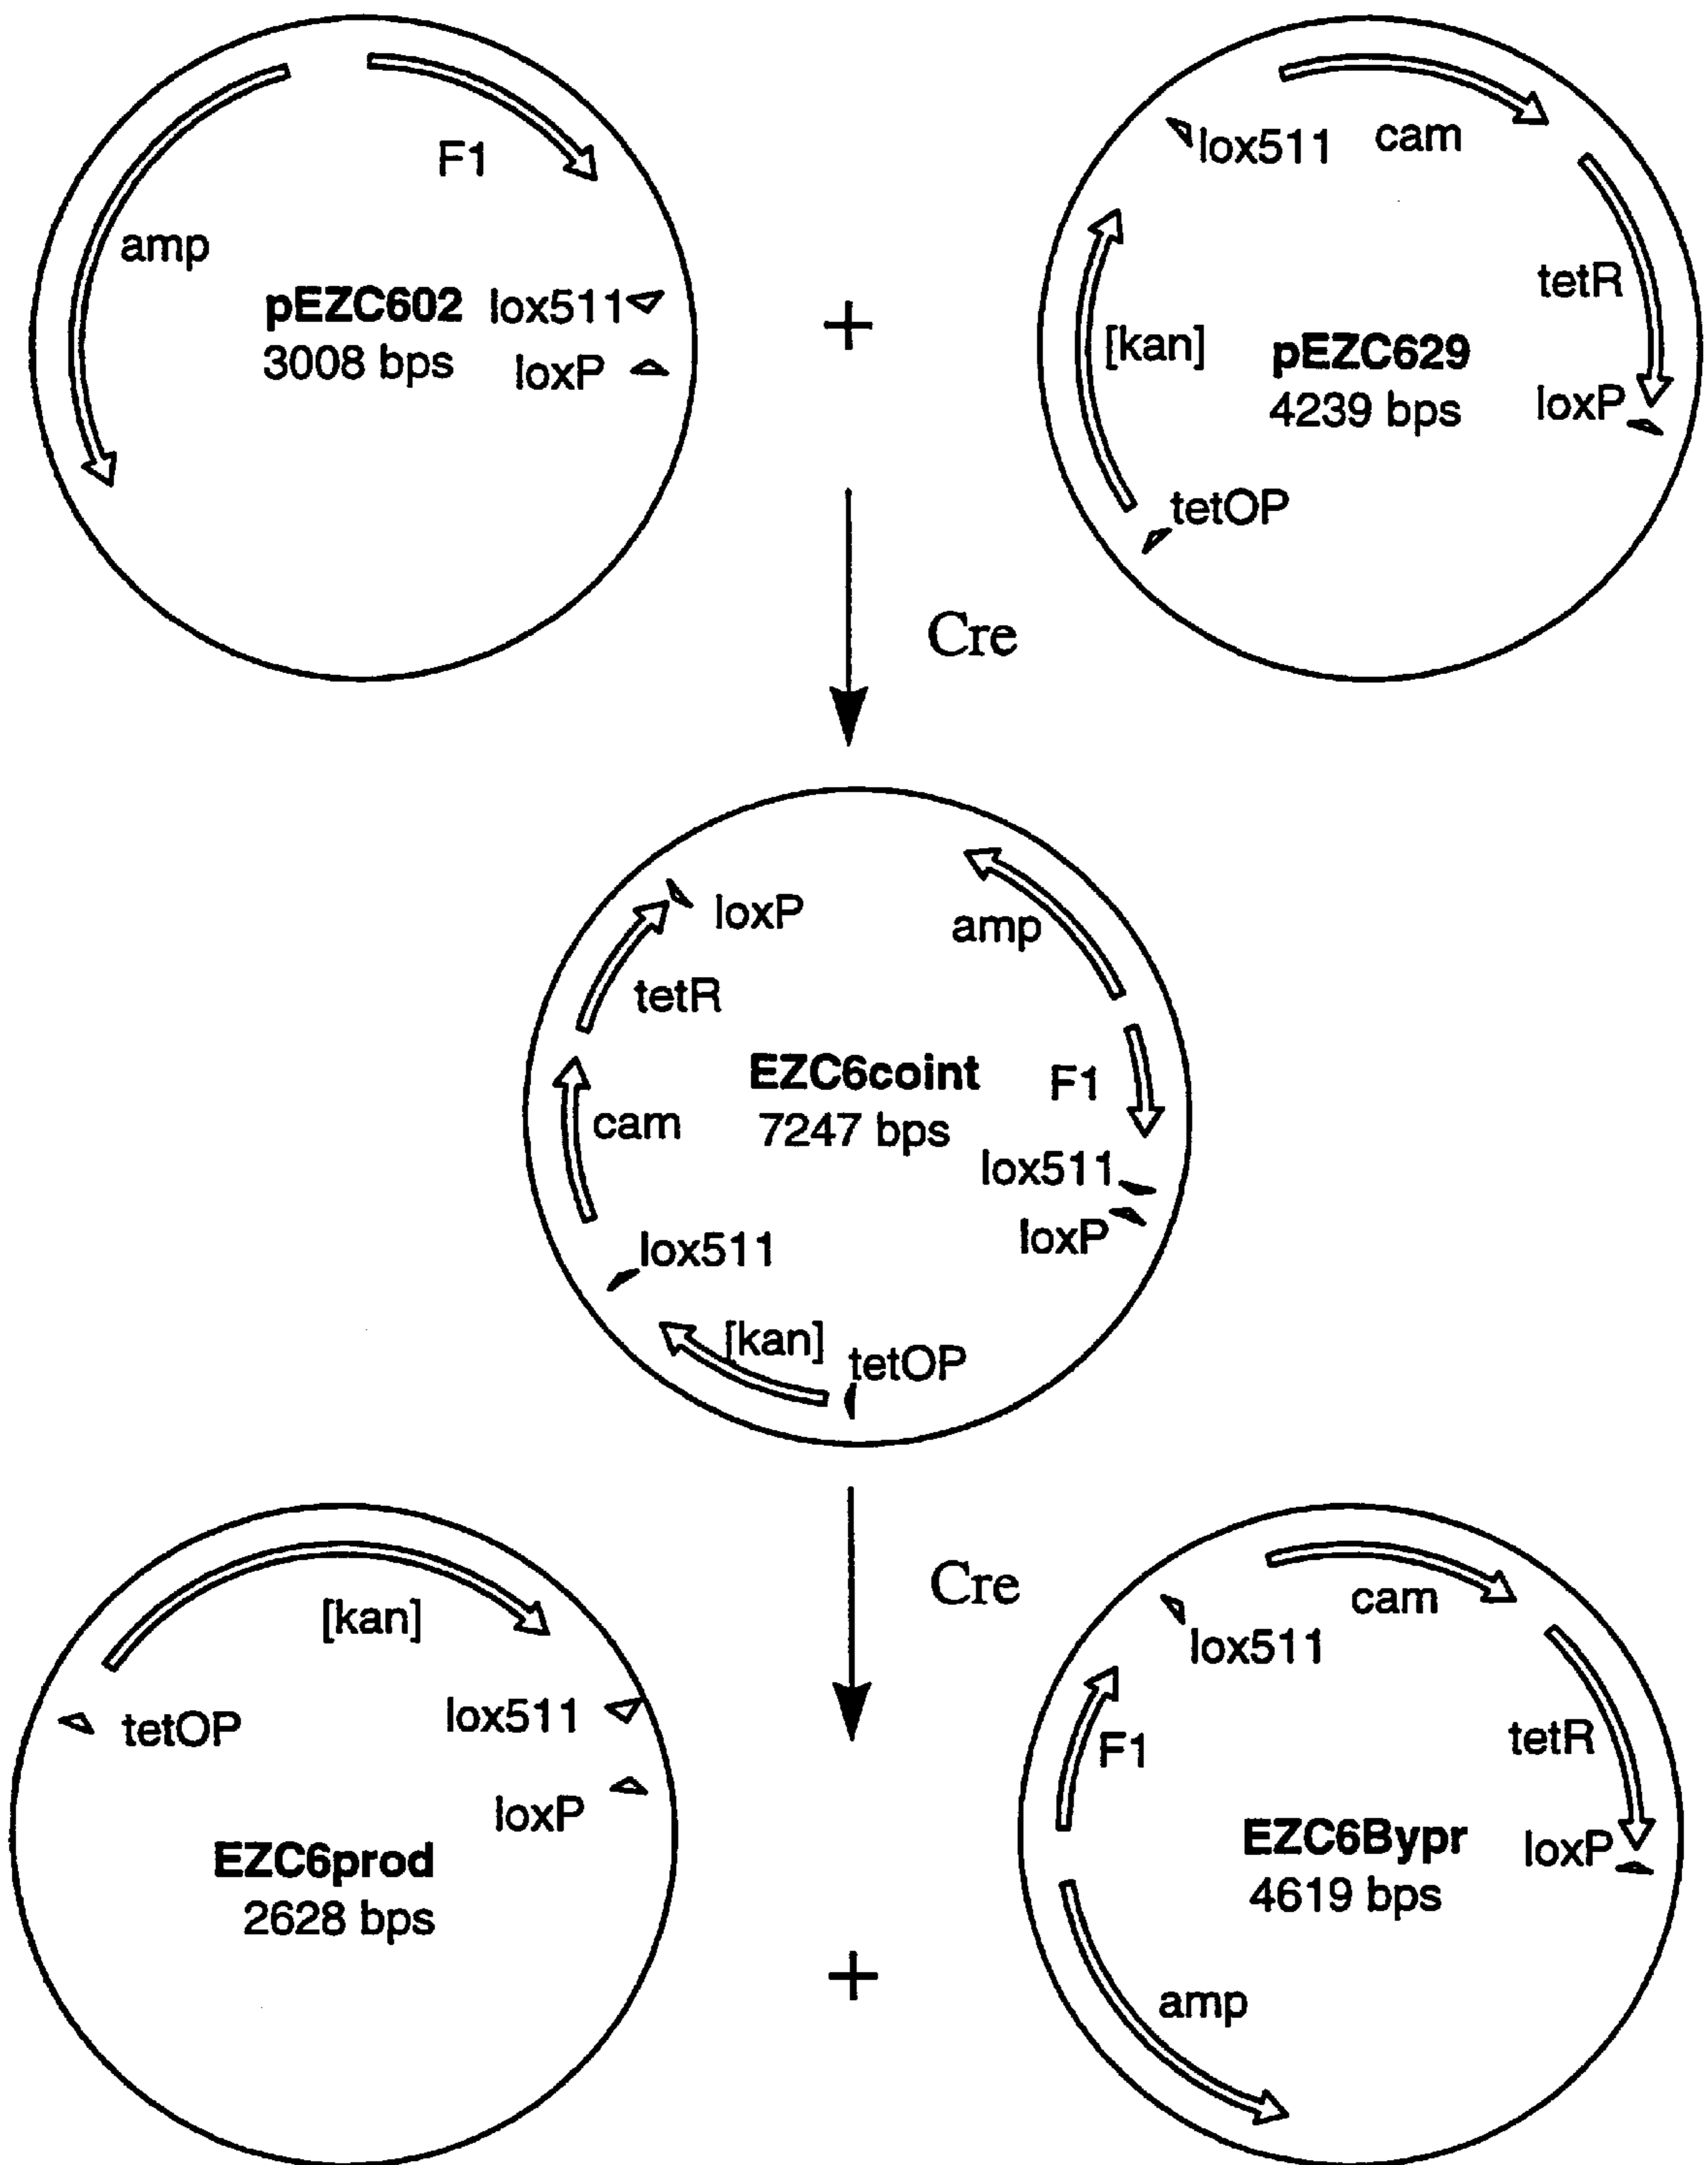 F1
amp
pEZC602
3008 bps
lox511
loxP
+
lox511
cam
tetR
[kan]
pEZC629
4239 bps
loxP
tetOP
Cre
loxP
amp
tetR
EZC6coint
7247 bps
F1
cam
lox511
loxP
lox511
[kan]
tetOP
Cre
[kan]
tetOP
lox511
loxP
EZC6prod
2628 bps
+
cam
lox511
F1
tetR
EZC6Bypr
4619 bps
loxP
amp